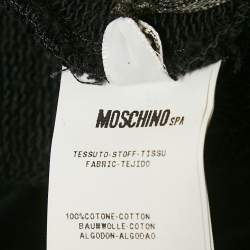 MOSCHINO SPA
TESSUTO-STOFF-TISSU
FABRIC-TEJIDO
100%COTONE-COTTON
BAUMWOLLE-COTON
ALGODON-ALGODAO